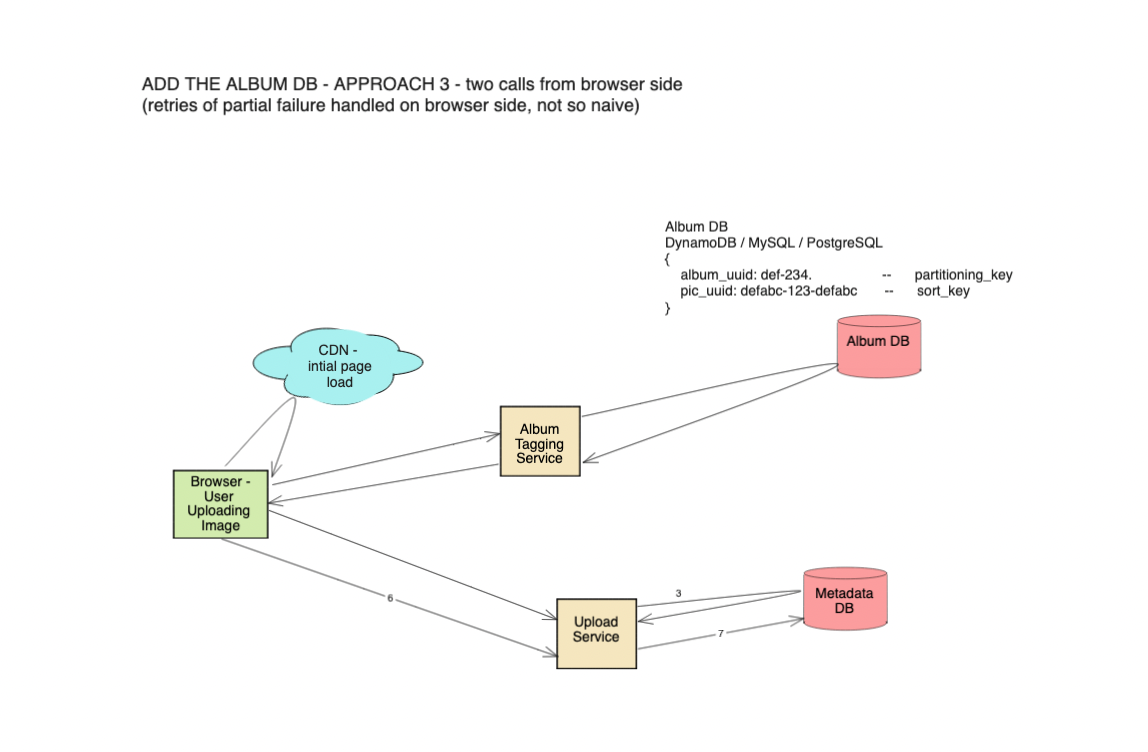 ADD THE ALBUM DB - APPROACH 3 - two calls from browser side
(retries of partial failure handled on browser side, not so naive)
Album DB
DynamoDB / MySQL / PostgreSQL
{
album_uuid: def-234. -- partitioning_key
pic_uuid: defabc-123-defabc -- sort_key
}
Album DB
CDN -
intial page
load
Album
Tagging
Service
Browser -
User
Uploading
Image
6
3
Metadata
DB
Upload
Service
7